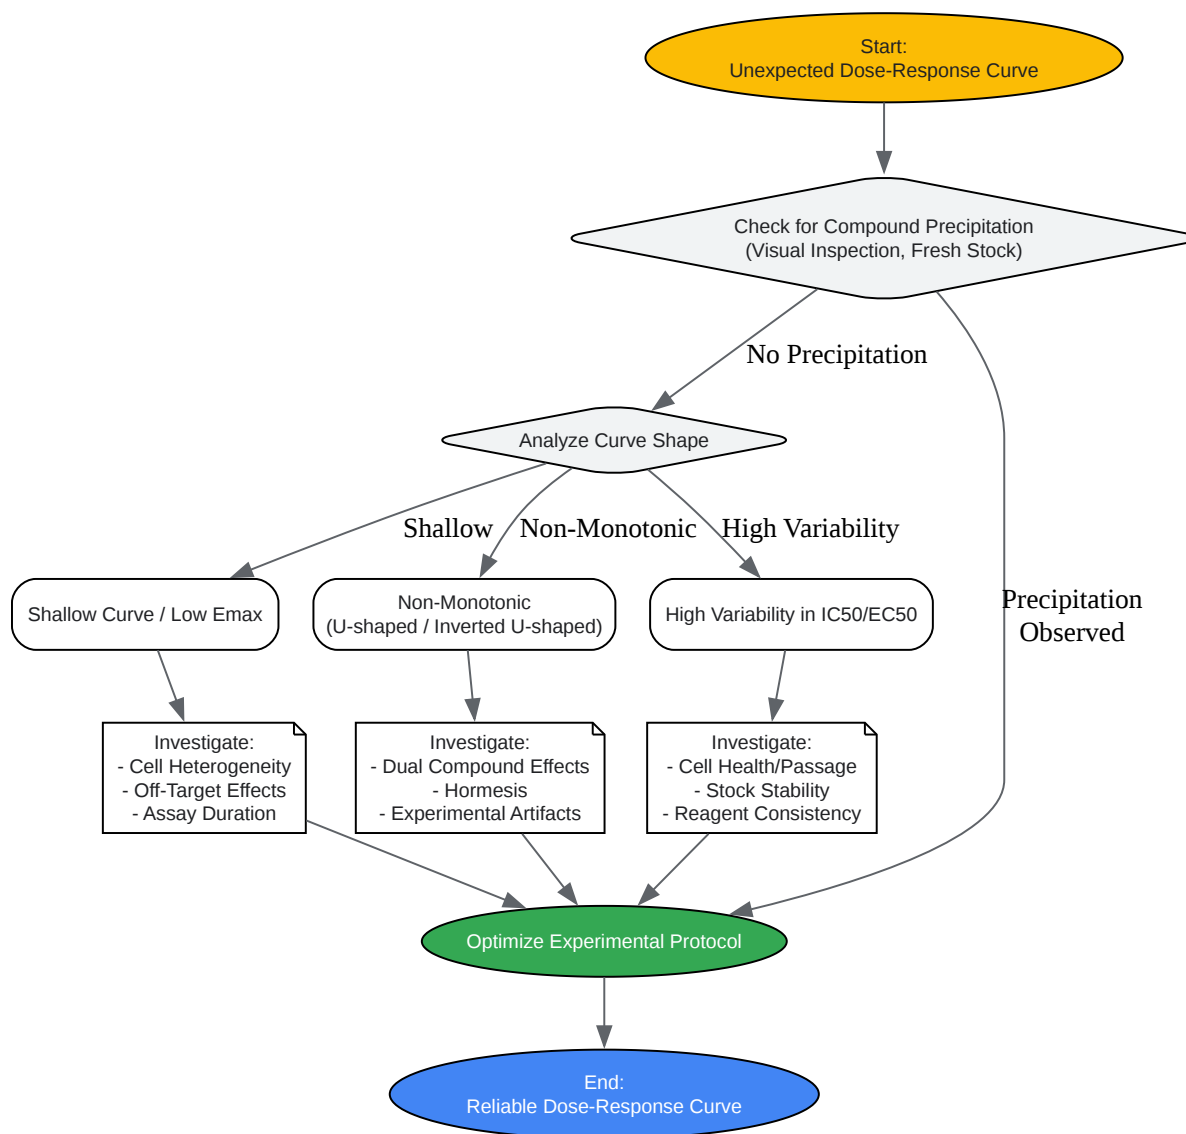 Start:
Unexpected Dose-Response Curve
Check for Compound Precipitation
(Visual Inspection, Fresh Stock)
No Precipitation
Analyze Curve Shape
Shallow
Non-Monotonic
High Variability
Precipitation
Observed
Shallow Curve / Low Emax
Non-Monotonic
(U-shaped / Inverted U-shaped)
High Variability in IC50/EC50
Investigate:
- Cell Heterogeneity
- Off-Target Effects
- Assay Duration
Investigate:
- Dual Compound Effects
- Hormesis
- Experimental Artifacts
Investigate:
- Cell Health/Passage
- Stock Stability
- Reagent Consistency
Optimize Experimental Protocol
End:
Reliable Dose-Response Curve